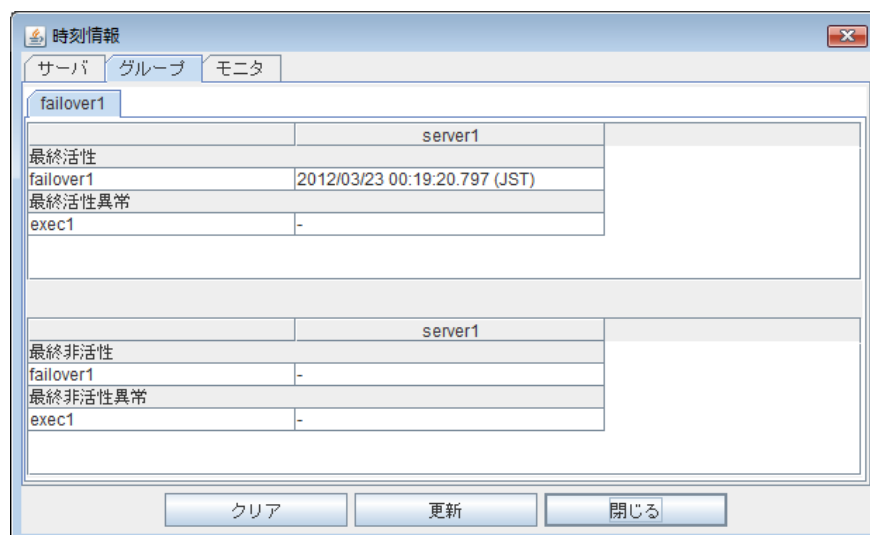 時刻情報
サーバ グループ モニタ
failover1
server1
最終活性
failover1 2012/03/23 00:19:20.797 (JST)
最終活性異常
exec1 -
server1
最終非活性
failover1 -
最終非活性異常
exec1 -
クリア 更新 閉じる